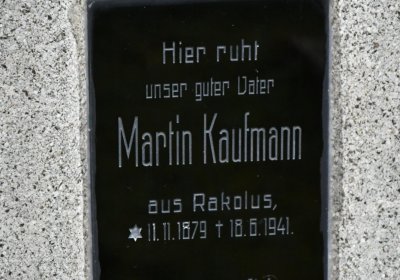 Hier ruht
unser guter Vater
Martin Kaufmann
aus Rakolus,
* 11.11.1879 † 18.6.1941.